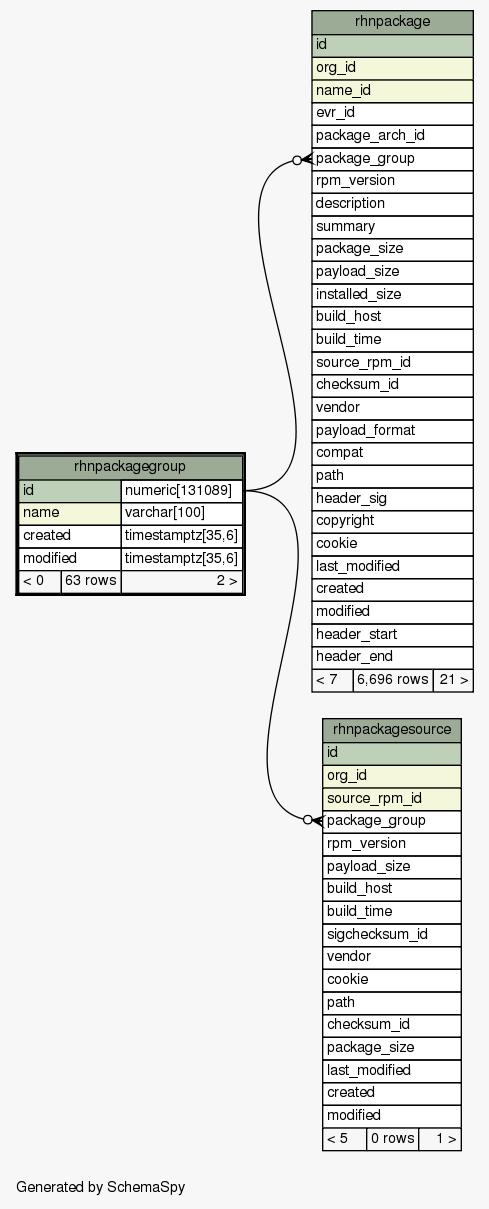 rhnpackage
id
org_id
name_id
evr_id
package_arch_id
package_group
rpm_version
description
summary
package_size
payload_size
installed_size
build_host
build_time
source_rpm_id
checksum_id
vendor
payload_format
compat
path
header_sig
copyright
cookie
last_modified
created
modified
header_start
header_end
< 7 6,696 rows 21 >
rhnpackagegroup
id numeric[131089]
name varchar[100]
created timestamptz[35,6]
modified timestamptz[35,6]
< 0 63 rows 2 >
rhnpackagesource
id
org_id
source_rpm_id
package_group
rpm_version
payload_size
build_host
build_time
sigchecksum_id
vendor
cookie
path
checksum_id
package_size
last_modified
created
modified
< 5 0 rows 1 >
Generated by SchemaSpy